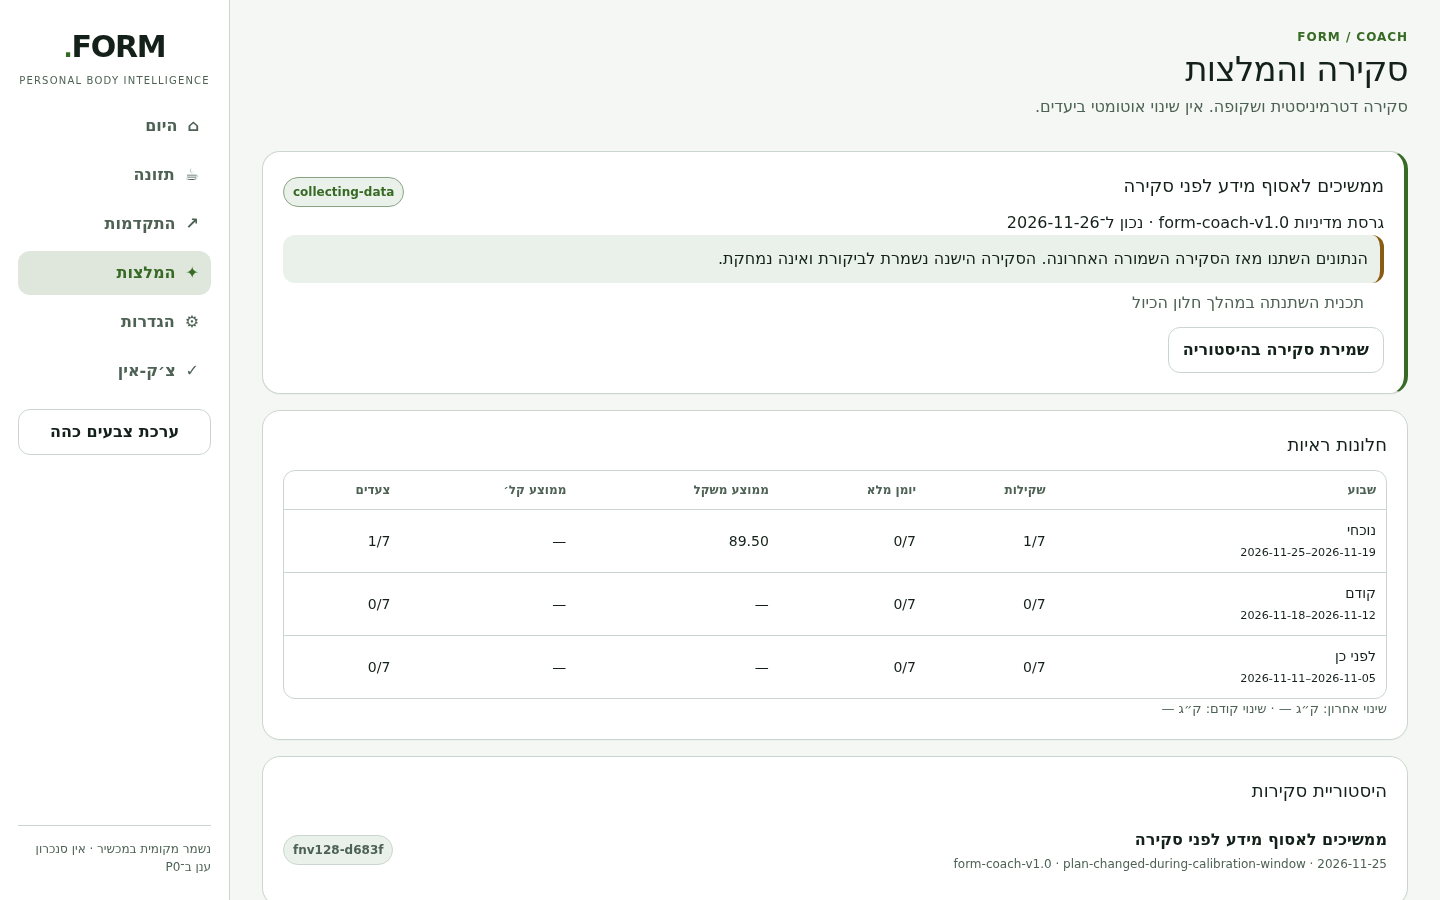 FORM.
PERSONAL BODY INTELLIGENCE
היום
תזונה
התקדמות
המלצות
הגדרות
צ׳ק-אין
ערכת צבעים כהה
נשמר מקומית במכשיר · אין סנכרון
ענן ב־P0
FORM / COACH
סקירה והמלצות
סקירה דטרמיניסטית ושקופה. אין שינוי אוטומטי ביעדים.
ממשיכים לאסוף מידע לפני סקירה
collecting-data
גרסת מדיניות form-coach-v1.0 · נכון ל־2026-11-26
הנתונים השתנו מאז הסקירה השמורה האחרונה. הסקירה הישנה נשמרת לביקורת ואינה נמחקת.
תכנית השתנתה במהלך חלון הכיול
שמירת סקירה בהיסטוריה
חלונות ראיות
שבוע שקילות יומן מלא ממוצע משקל ממוצע קל׳ צעדים
נוכחי 1/7 0/7 89.50 — 1/7
2026-11-25–2026-11-19
קודם 0/7 0/7 — — 0/7
2026-11-18–2026-11-12
לפני כן 0/7 0/7 — — 0/7
2026-11-11–2026-11-05
שינוי אחרון: ק״ג — · שינוי קודם: ק״ג —
היסטוריית סקירות
ממשיכים לאסוף מידע לפני סקירה
fnv128-d683f
form-coach-v1.0 · plan-changed-during-calibration-window · 2026-11-25